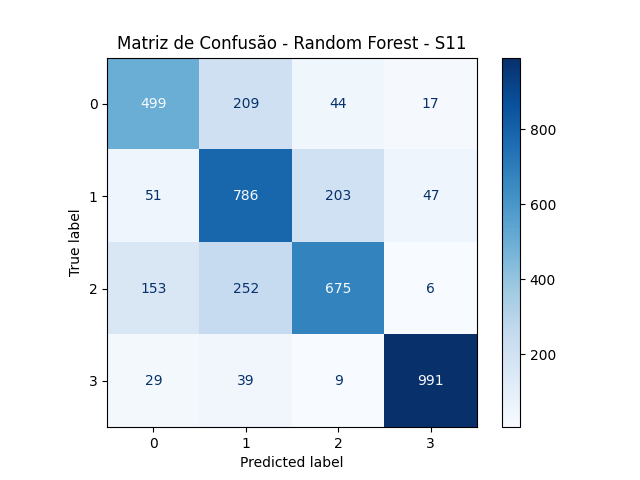 Matriz de Confusão - Random Forest - S11
0 499 209 44 17
1 51 786 203 47
2 153 252 675 6
3 29 39 9 991
0 1 2 3
Predicted label
True label
800
600
400
200